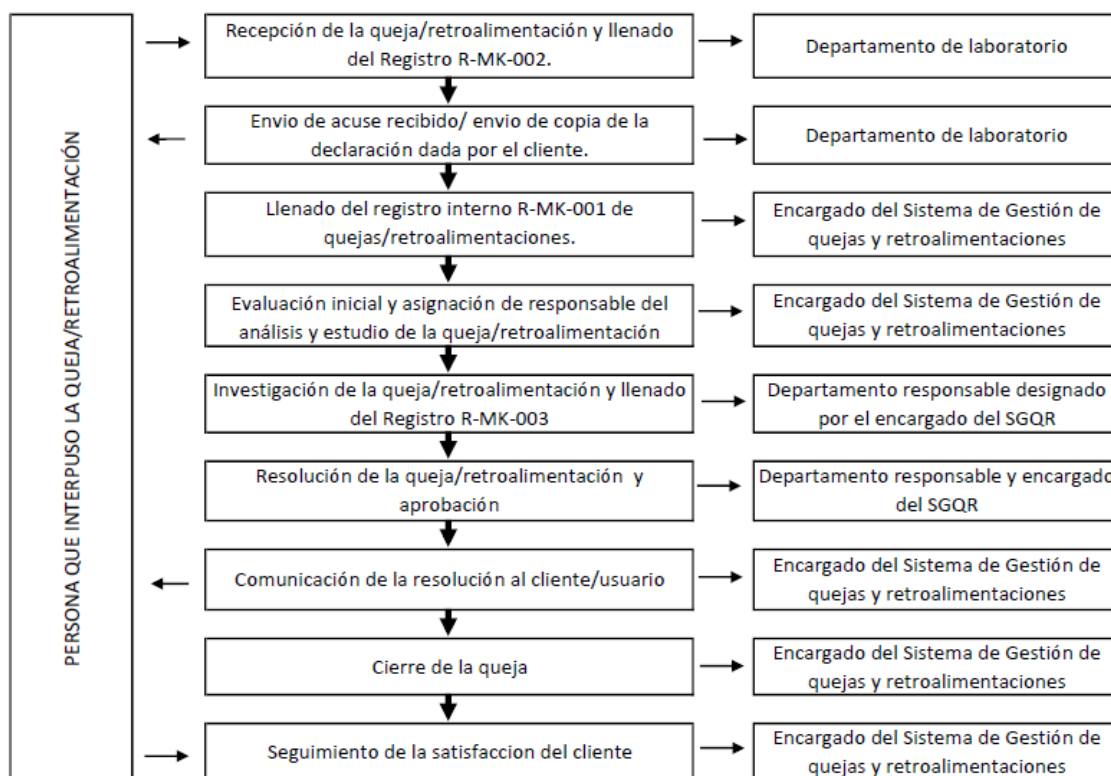 PERSONA QUE INTERPUSO LA QUEJA/RETROALIMENTACIÓN
Recepción de la queja/retroalimentación y llenado
del Registro R-MK-002.
Departamento de laboratorio
Envio de acuse recibido/ envio de copia de la
declaración dada por el cliente.
Departamento de laboratorio
Llenado del registro interno R-MK-001 de
quejas/retroalimentaciones.
Encargado del Sistema de Gestión de
quejas y retroalimentaciones
Evaluación inicial y asignación de responsable del
análisis y estudio de la queja/retroalimentación
Encargado del Sistema de Gestión de
quejas y retroalimentaciones
Investigación de la queja/retroalimentación y llenado
del Registro R-MK-003
Departamento responsable designado
por el encargado del SGQR
Resolución de la queja/retroalimentación y
aprobación
Departamento responsable y encargado
del SGQR
Comunicación de la resolución al cliente/usuario
Encargado del Sistema de Gestión de
quejas y retroalimentaciones
Cierre de la queja
Encargado del Sistema de Gestión de
quejas y retroalimentaciones
Seguimiento de la satisfaccion del cliente
Encargado del Sistema de Gestión de
quejas y retroalimentaciones